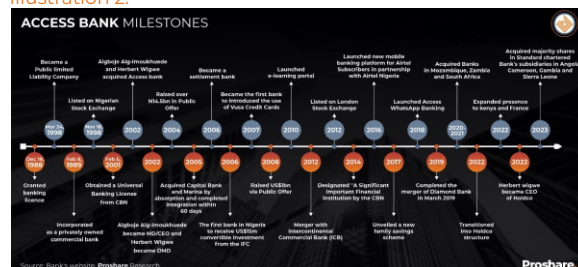 Illustration 2:
ACCESS BANK MILESTONES
Became a
Public limited
Liability Company
Listed on Nigerian
Stock Exchange
Aigboje Aig-Imoukhuede
and Herbert Wigwe
acquired Access bank
Raised over
N14.5bn in Public
Offer
Became a
settlement bank
Became the first bank
to introduced the use
of Visa Credit Cards
Launched
e-learning portal
Listed on London
Stock Exchange
Launched new mobile
banking platform for Airtel
Subscribers in partnership
with Airtel Nigeria
Launched Access
WhatsApp Banking
Acquired Banks
in Mozambique, Zambia
and South Africa
Expanded presence
to kenya and France
Acquired majority shares
in Standard chartered
Bank's subsidiaries in Angola
Cameroon, Gambia and
Sierra Leone
Mar 24,
1998
Nov 18,
1998
2002
2004
2006
2007
2010
2012
2016
2018
2020-
2021
2022
2023
Dec 19,
1988
Feb 8,
1989
Feb 5,
2001
2002
2005
2006
2008
2012
2014
2017
2019
2022
2022
Granted
banking
licence
Incorporated
as a privately owned
commercial bank
Obtained a Universal
Banking License
from CBN
Aigboje Aig-Imoukhuede
became MD/CEO and
Herbert Wigwe
became DMD
Acquired Capital Bank
and Marina by
absorption and completed
integration within
60 days
The first bank in Nigeria
to receive US$15m
convertible investment
from the IFC
Raised US$1bn
via Public Offer
Merger with
Intercontinental
Commercial Bank (ICB)
Designated "A Significant
Important Financial
Institution by the CBN
Unveiled a new
family savings
scheme
Completed the
merger of Diamond Bank
in March 2019
Transitioned
into Holdco
structure
Herbert wigwe
became CEO of
Holdco
Source: Bank's website, Proshare Research
Proshare